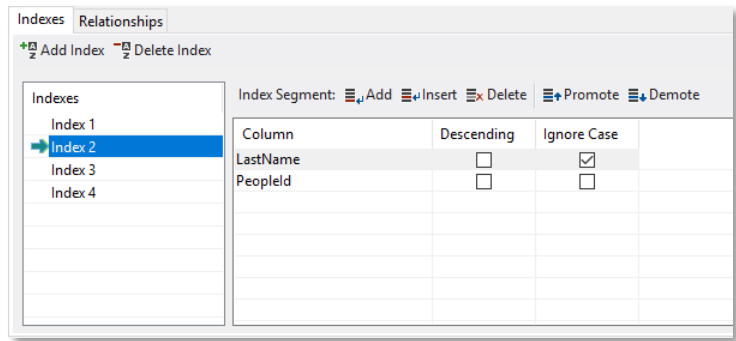 Indexes Relationships
Add Index Delete Index
Indexes
Index 1
Index 2
Index 3
Index 4
Index Segment: Add Insert Delete Promote Demote
Column Descending Ignore Case
LastName
PeopleId